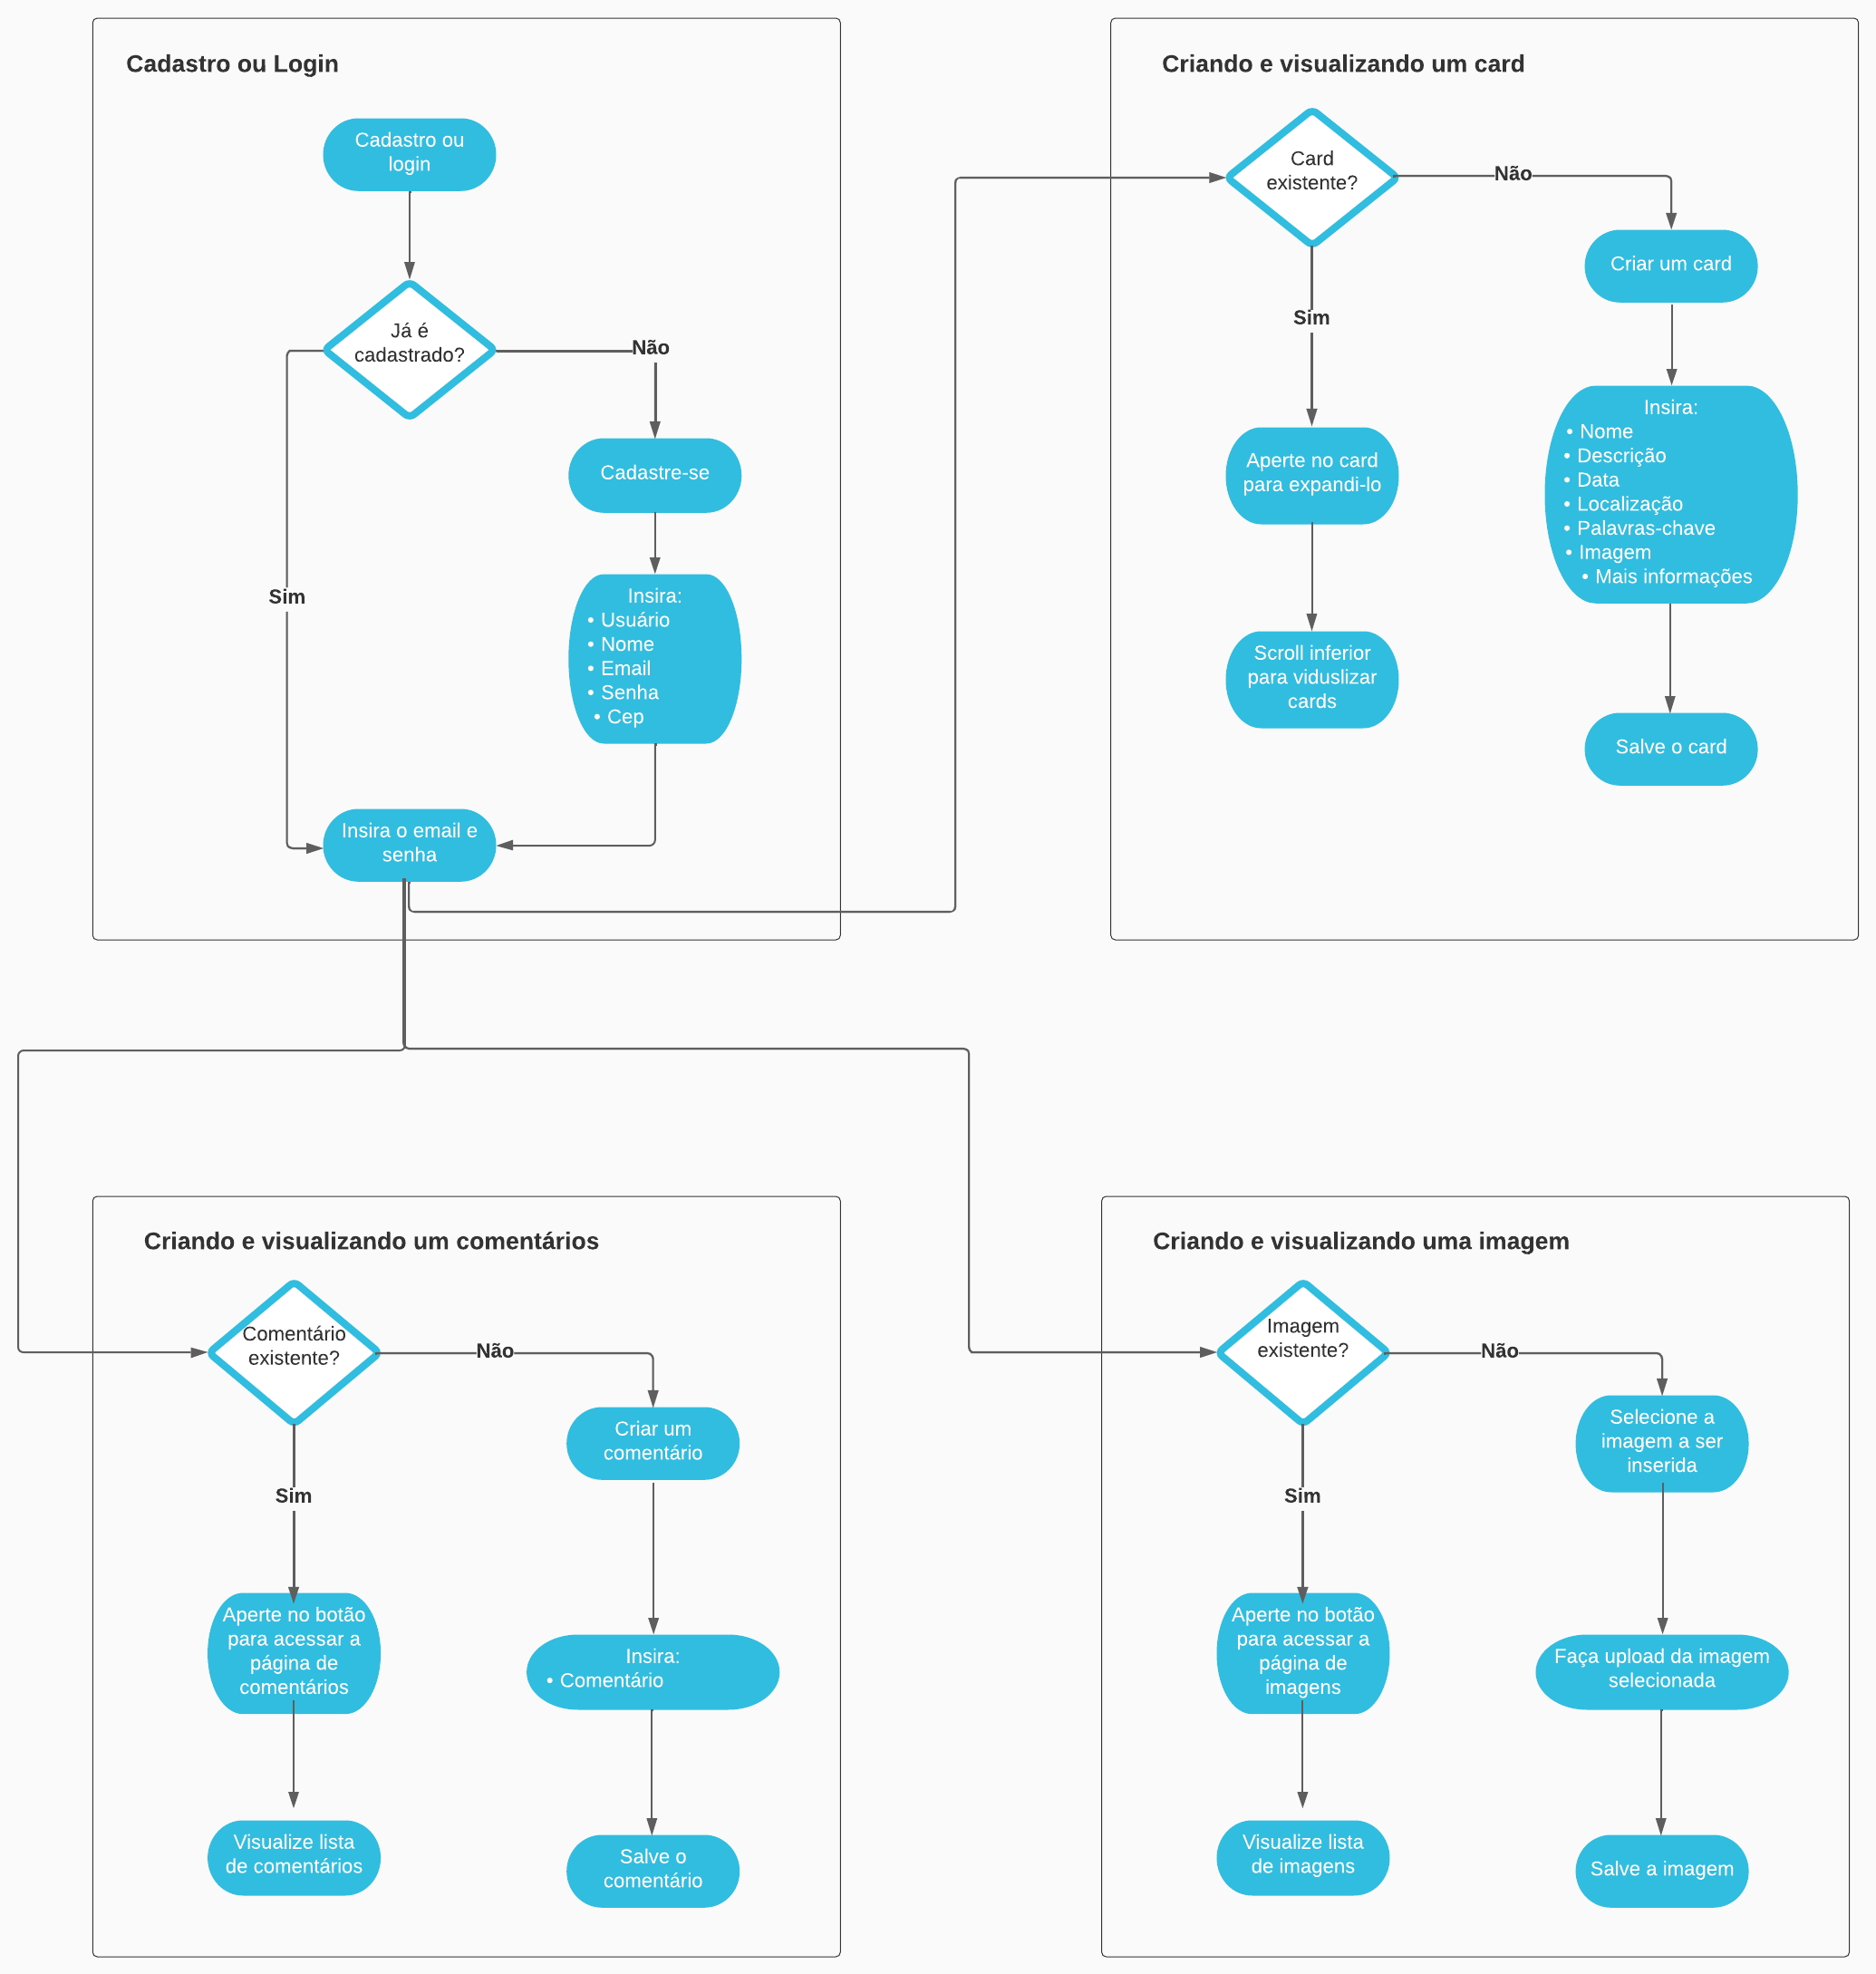 Cadastro ou Login
Cadastro ou
login
Já é
cadastrado?
Não
Cadastre-se
Sim
Insira:
• Usuário
• Nome
• Email
• Senha
• Cep
Insira o email e
senha
Criando e visualizando um card
Card
existente?
Não
Criar um card
Sim
Insira:
• Nome
• Descrição
• Data
• Localização
• Palavras-chave
• Imagem
• Mais informações
Aperte no card
para expandi-lo
Scroll inferior
para viduslizar
cards
Salve o card
Criando e visualizando um comentários
Comentário
existente?
Não
Criar um
comentário
Sim
Aperte no botão
para acessar a
página de
comentários
Insira:
• Comentário
Visualize lista
de comentários
Salve o
comentário
Criando e visualizando uma imagem
Imagem
existente?
Não
Selecione a
imagem a ser
inserida
Sim
Aperte no botão
para acessar a
página de
imagens
Faça upload da imagem
selecionada
Visualize lista
de imagens
Salve a imagem